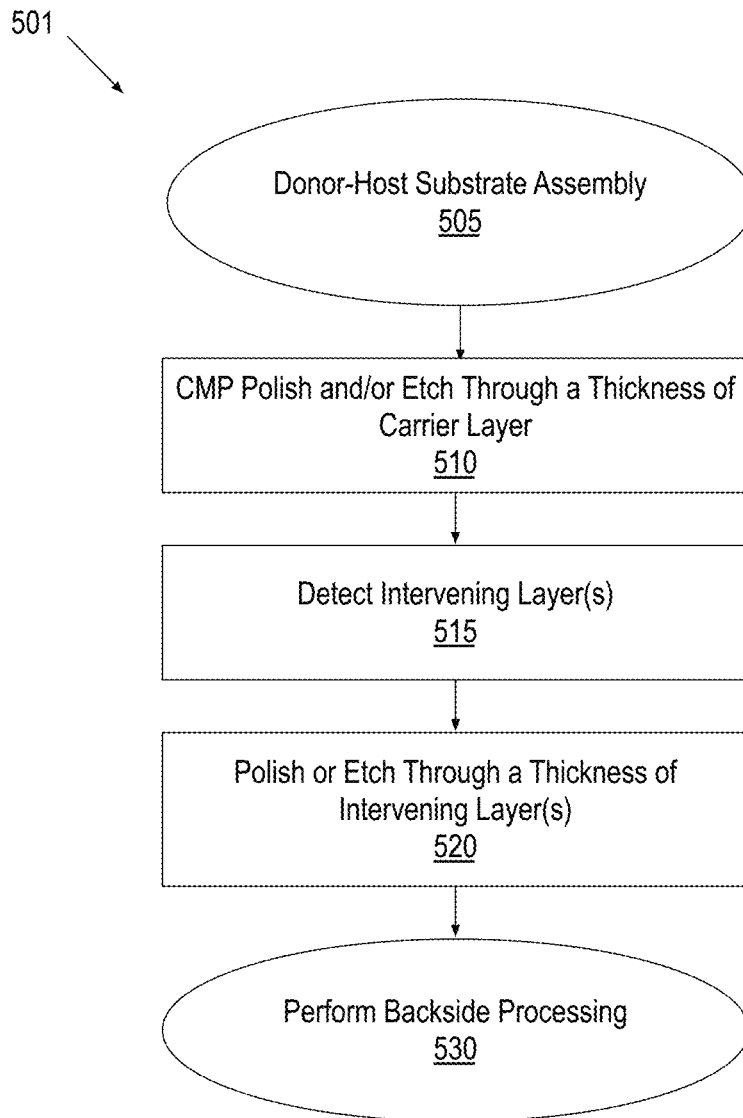 501
Donor-Host Substrate Assembly
505
CMP Polish and/or Etch Through a Thickness of
Carrier Layer
510
Detect Intervening Layer(s)
515
Polish or Etch Through a Thickness of
Intervening Layer(s)
520
Perform Backside Processing
530